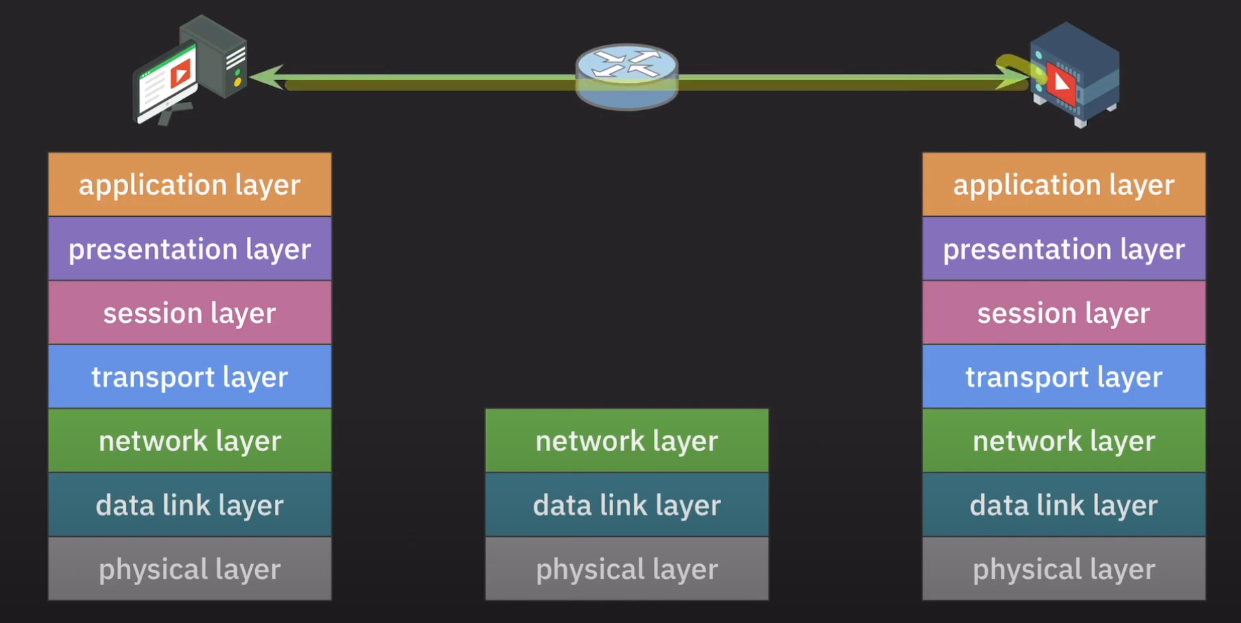 application layer
presentation layer
session layer
transport layer
network layer
data link layer
physical layer
network layer
data link layer
physical layer
application layer
presentation layer
session layer
transport layer
network layer
data link layer
physical layer